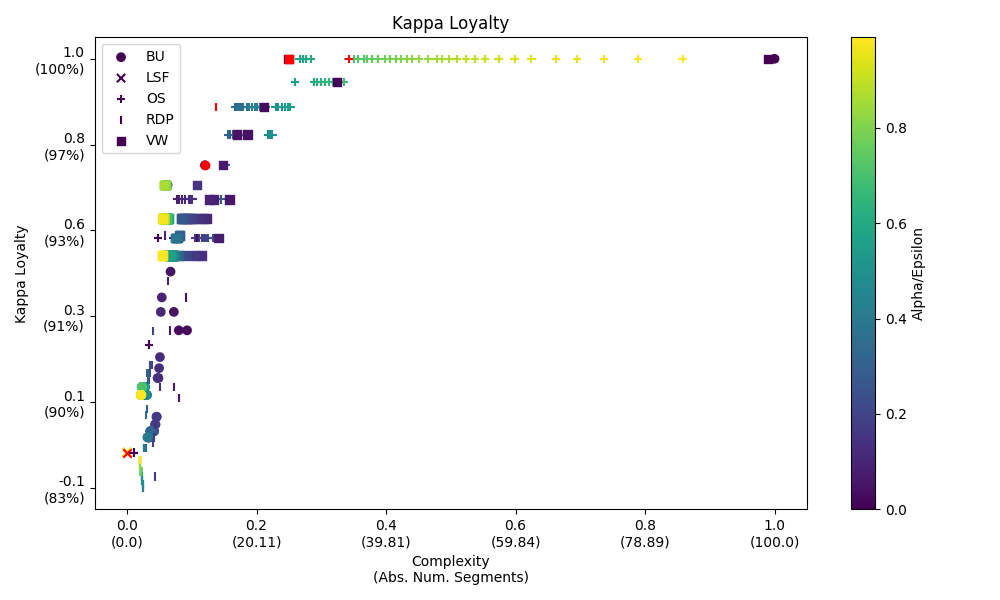 Kappa Loyalty
1.0
(100%)
0.8
(97%)
0.6
(93%)
0.3
(91%)
0.1
(90%)
-0.1
(83%)
Kappa Loyalty
BU
LSF
OS
RDP
VW
0.0
(0.0)
0.2
(20.11)
0.4
(39.81)
0.6
(59.84)
0.8
(78.89)
1.0
(100.0)
Complexity
(Abs. Num. Segments)
0.8
0.6
0.4
0.2
0.0
Alpha/Epsilon